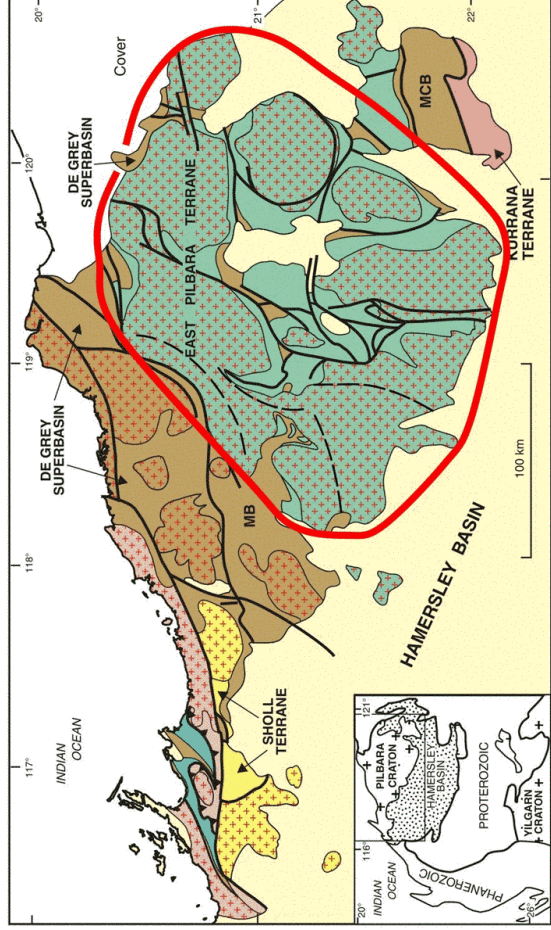 20°
21°
22°
Cover
MCB
120°
DE GREY
SUPERBASIN
KURRANA
TERRANE
EAST PILBARA TERRANE
119°
DE GREY
SUPERBASIN
100 km
MB
118°
HAMERSLEY BASIN
SHOLL
TERRANE
INDIAN
OCEAN
117°
121°
PILBARA
CRATON
HAMERSLEY
BASIN
PROTEROZOIC
YILGARN
CRATON
116°
INDIAN
OCEAN
PHANEROZOIC
20°
26°